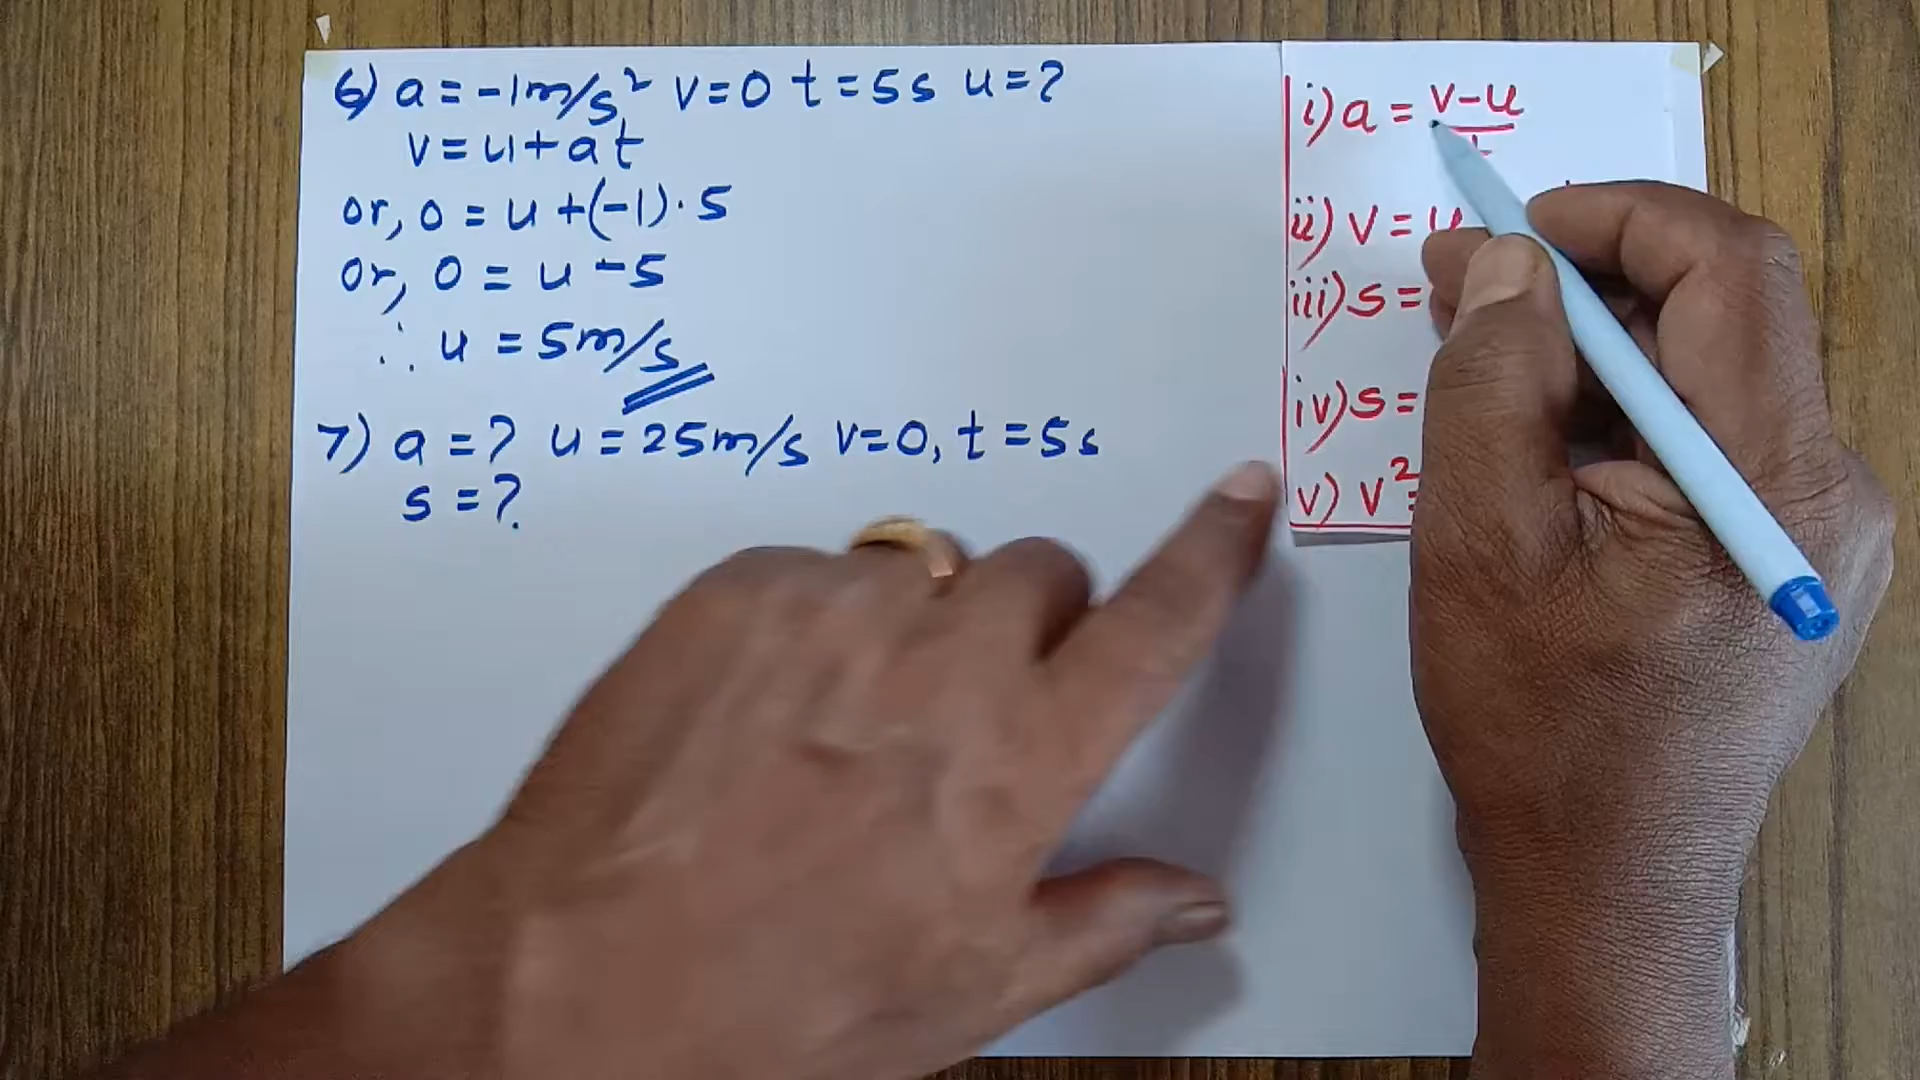 6) a = -1m/s² v=0 t=5s u=?
v=u+at
or, 0 = u+(-1)·5
or, 0 = u-5
∴ u = 5m/s
7) a=? u=25m/s v=0, t=5s
s=?
i) a = v-u
t
ii) v = u
iii) s =
iv) s =
v) v² =